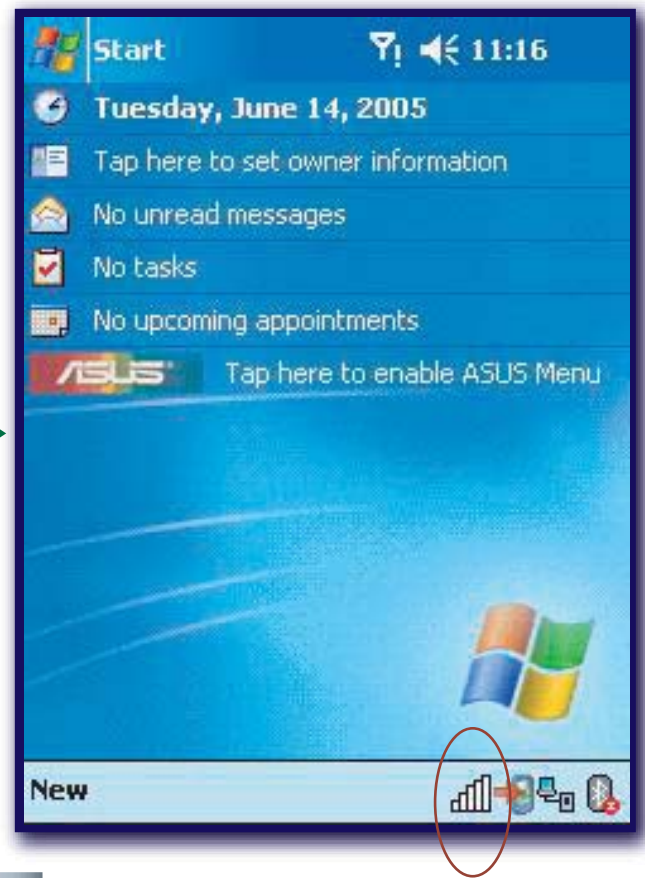 Start 11:16
Tuesday, June 14, 2005
Tap here to set owner information
No unread messages
No tasks
No upcoming appointments
ASUS Tap here to enable ASUS Menu
New